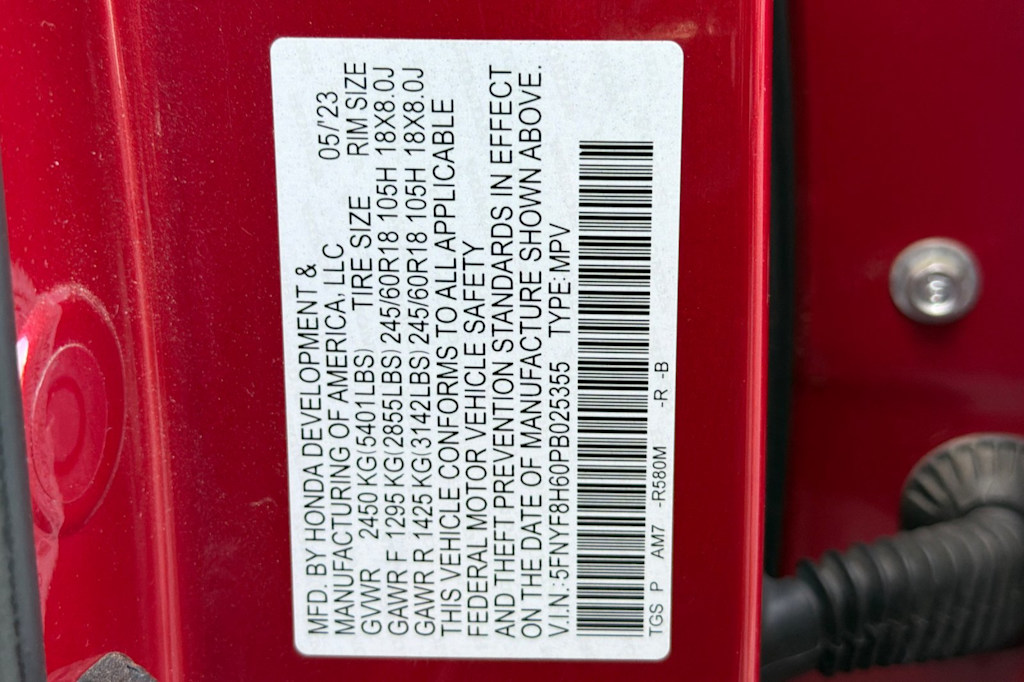 MFD. BY HONDA DEVELOPMENT &
MANUFACTURING OF AMERICA, LLC 05/'23
GVWR 2450 KG(5401LBS) TIRE SIZE RIM SIZE
GAWR F 1295 KG(2855LBS) 245/60R18 105H 18X8.0J
GAWR R 1425 KG(3142LBS) 245/60R18 105H 18X8.0J
THIS VEHICLE CONFORMS TO ALL APPLICABLE
FEDERAL MOTOR VEHICLE SAFETY
AND THEFT PREVENTION STANDARDS IN EFFECT
ON THE DATE OF MANUFACTURE SHOWN ABOVE.
V.I.N.:5FNYF8H60PB025355 TYPE:MPV
TGS P AM7 -R580M -R -B